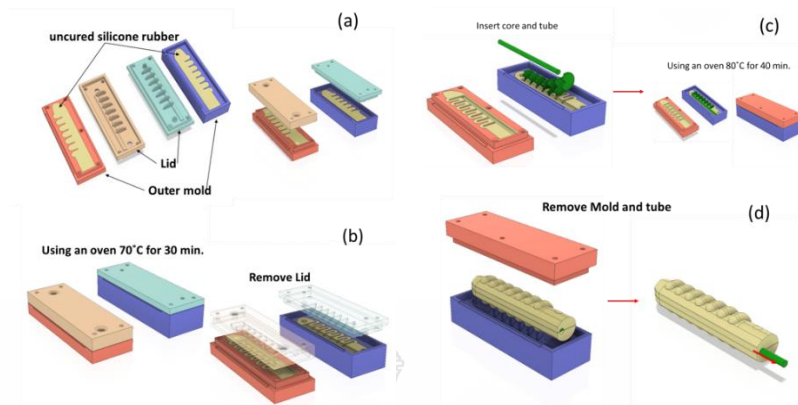 (a)
uncured silicone rubber
Lid
Outer mold
(b)
Using an oven 70˚C for 30 min.
Remove Lid
(c)
Insert core and tube
Using an oven 80˚C for 40 min.
(d)
Remove Mold and tube